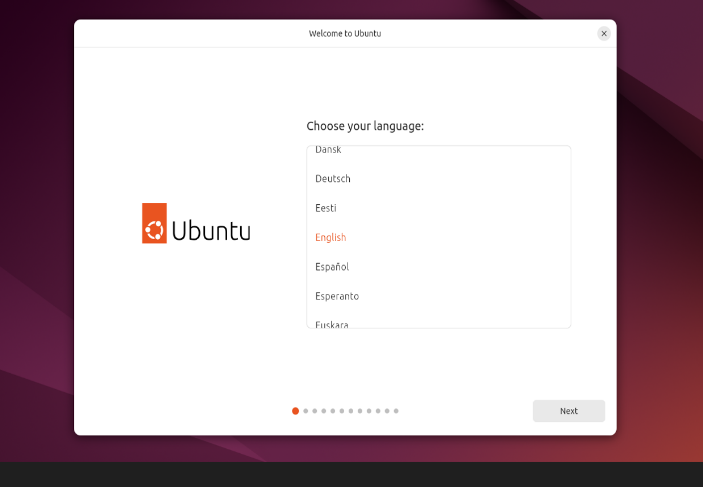 Welcome to Ubuntu
Choose your language:
Dansk
Deutsch
Eesti
English
Español
Esperanto
Euskara
Ubuntu
Next